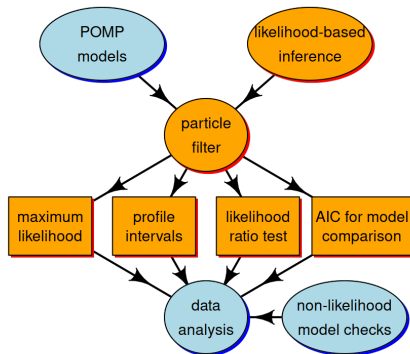 POMP
models
likelihood-based
inference
particle
filter
maximum
likelihood
profile
intervals
likelihood
ratio test
AIC for model
comparison
data
analysis
non-likelihood
model checks